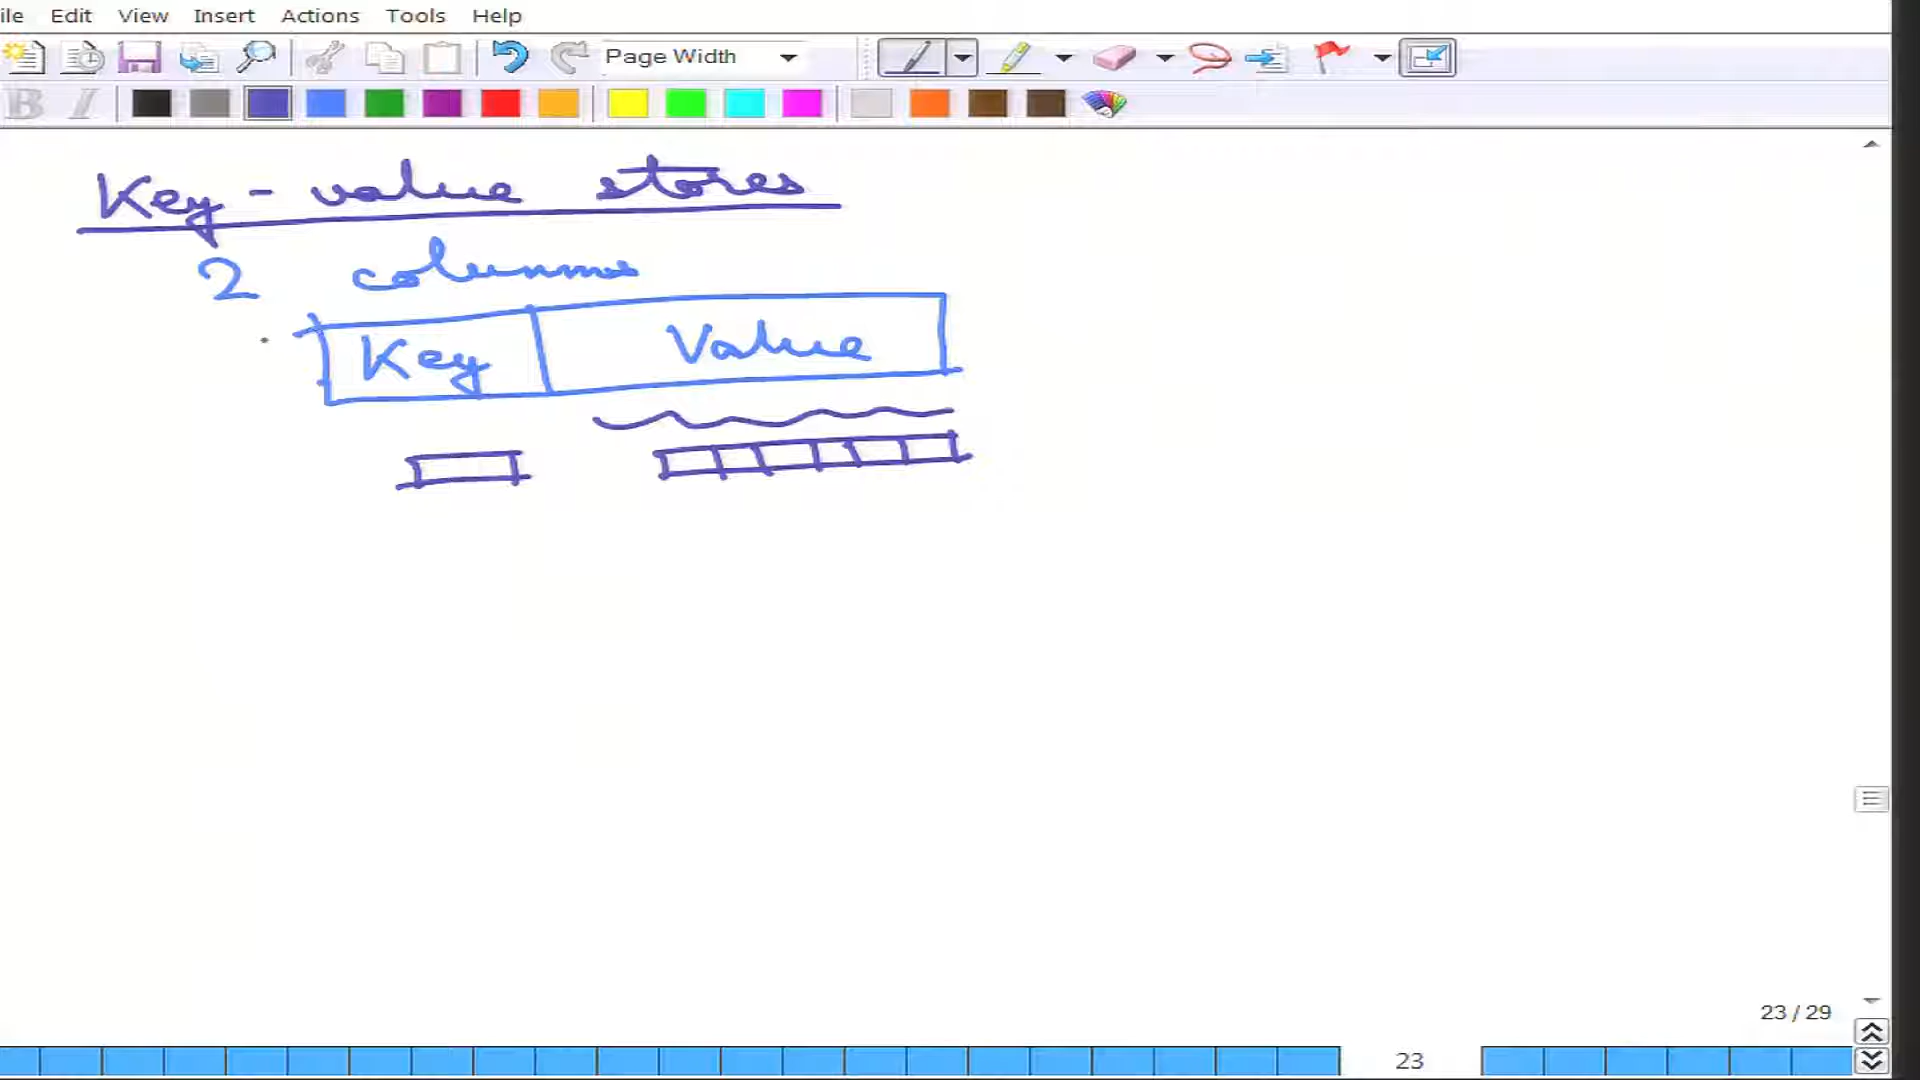 ile Edit View Insert Actions Tools Help
Page Width
B I
Key - value stores
2 columns
Key Value
23 / 29
23